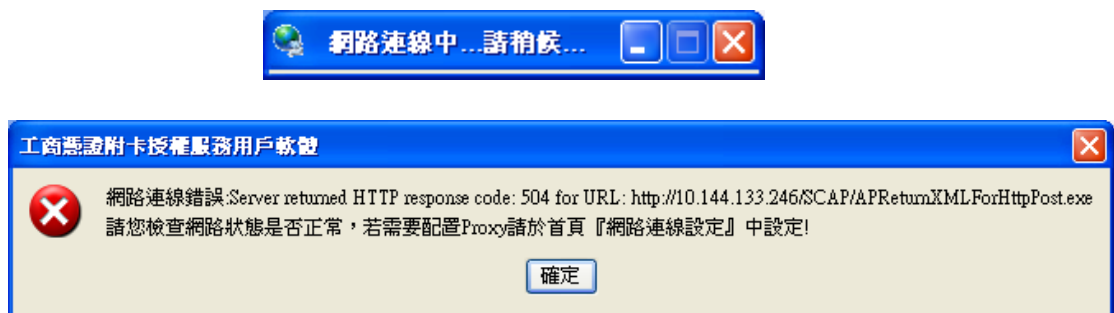 網路連線中...請稍候...
工商憑證附卡授權服務用戶軟體
網路連線錯誤:Server returned HTTP response code: 504 for URL: http://10.144.133.246/SCAP/APReturnXMLForHttpPost.exe
請您檢查網路狀態是否正常，若需要配置Proxy請於首頁『網路連線設定』中設定!
確定